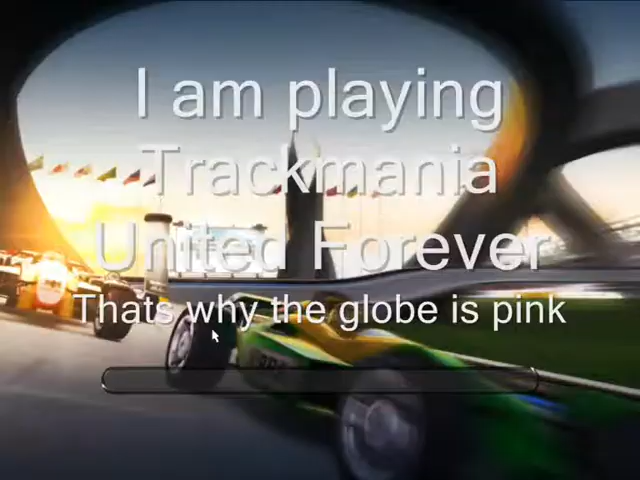 I am playing
Trackmania
United Forever
Thats why the globe is pink